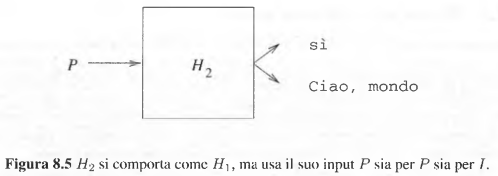 sì
P H₂
Ciao, mondo
Figura 8.5 H₂ si comporta come H₁, ma usa il suo input P sia per P sia per I.